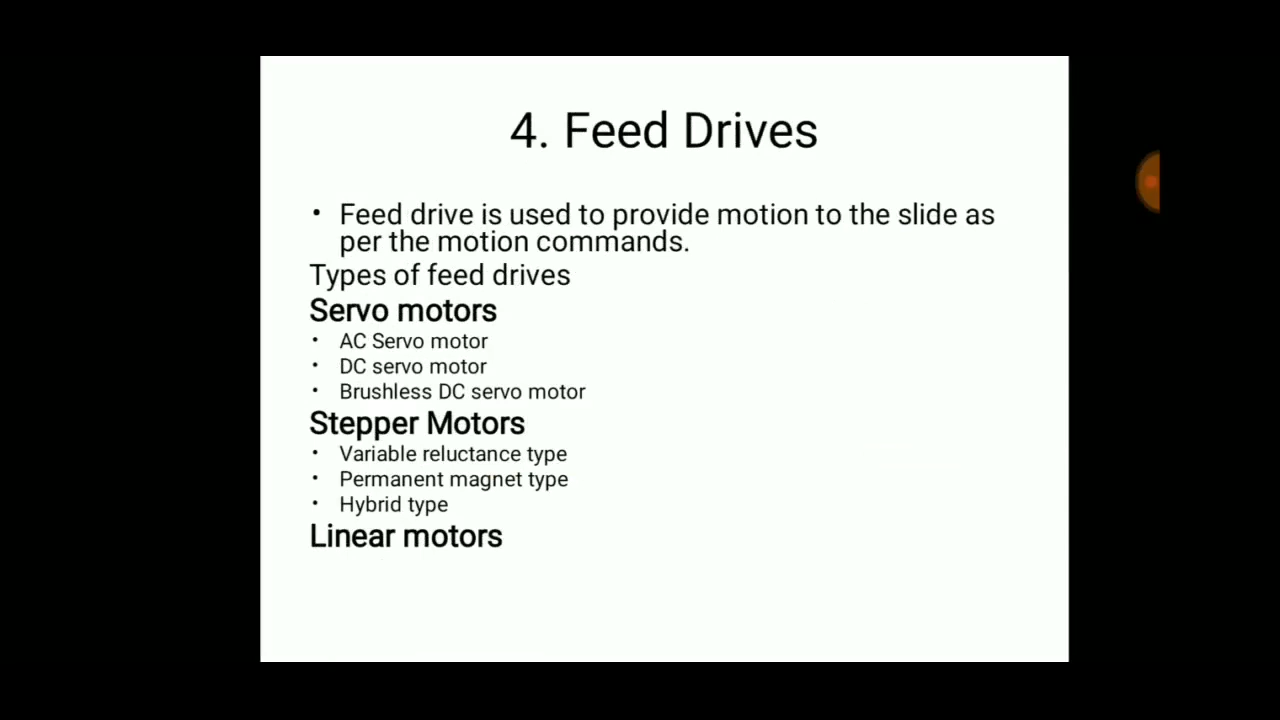 4. Feed Drives
• Feed drive is used to provide motion to the slide as
per the motion commands.
Types of feed drives
Servo motors
• AC Servo motor
• DC servo motor
• Brushless DC servo motor
Stepper Motors
• Variable reluctance type
• Permanent magnet type
• Hybrid type
Linear motors